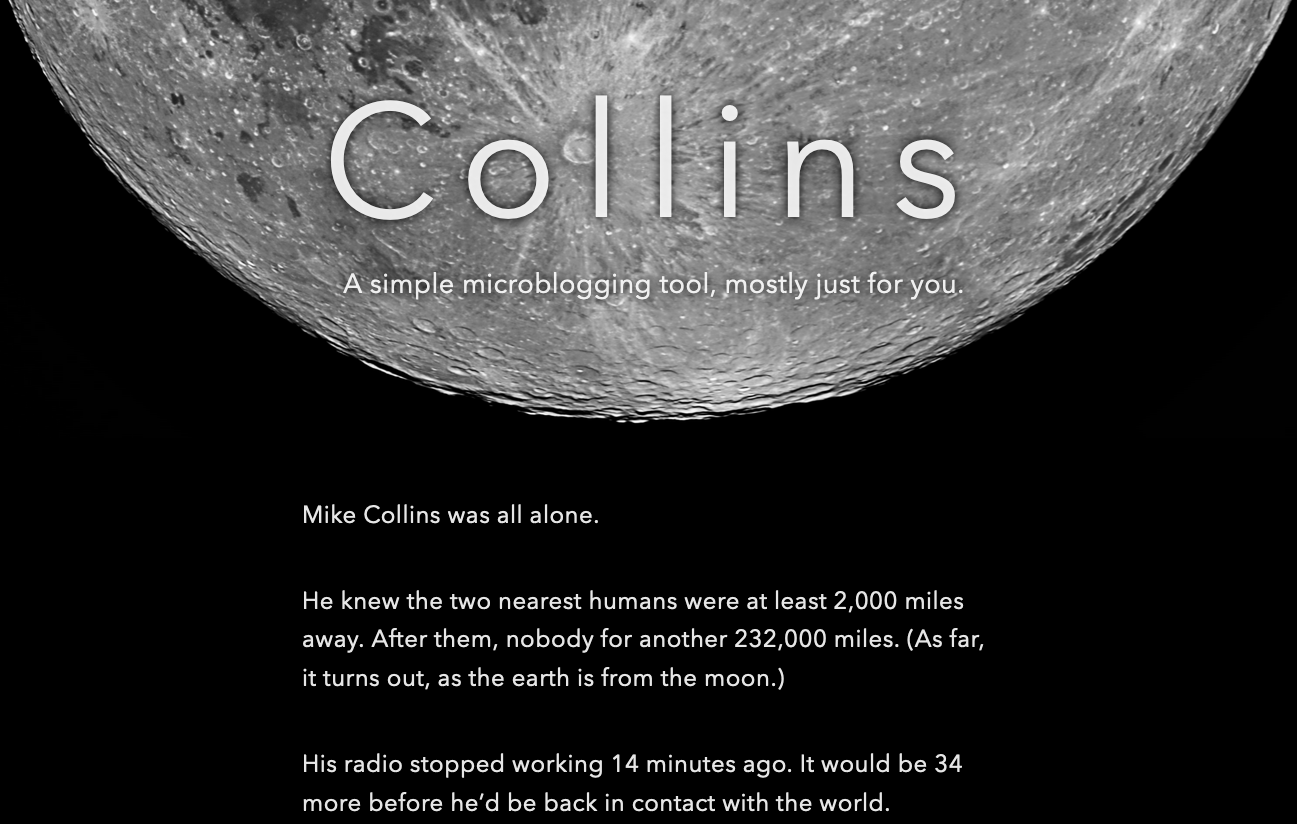 Collins
A simple microblogging tool, mostly just for you.
Mike Collins was all alone.
He knew the two nearest humans were at least 2,000 miles
away. After them, nobody for another 232,000 miles. (As far,
it turns out, as the earth is from the moon.)
His radio stopped working 14 minutes ago. It would be 34
more before he’d be back in contact with the world.